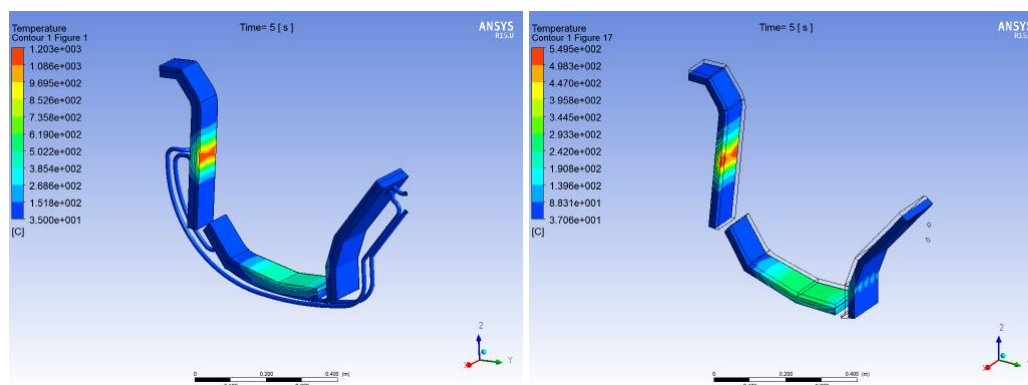 Temperature
Contour 1 Figure 1
1.203e+003
1.086e+003
9.695e+002
8.526e+002
7.358e+002
6.190e+002
5.022e+002
3.854e+002
2.686e+002
1.518e+002
3.500e+001
[C]
Time= 5 [ s ]
ANSYS
R15.0
Z
Y
X
0
0.200
0.400 (m)
Temperature
Contour 1 Figure 17
5.495e+002
4.983e+002
4.470e+002
3.958e+002
3.445e+002
2.933e+002
2.420e+002
1.908e+002
1.396e+002
8.831e+001
3.706e+001
[C]
Time= 5 [ s ]
ANSYS
R15.0
Z
X
0
0.200
0.400 (m)